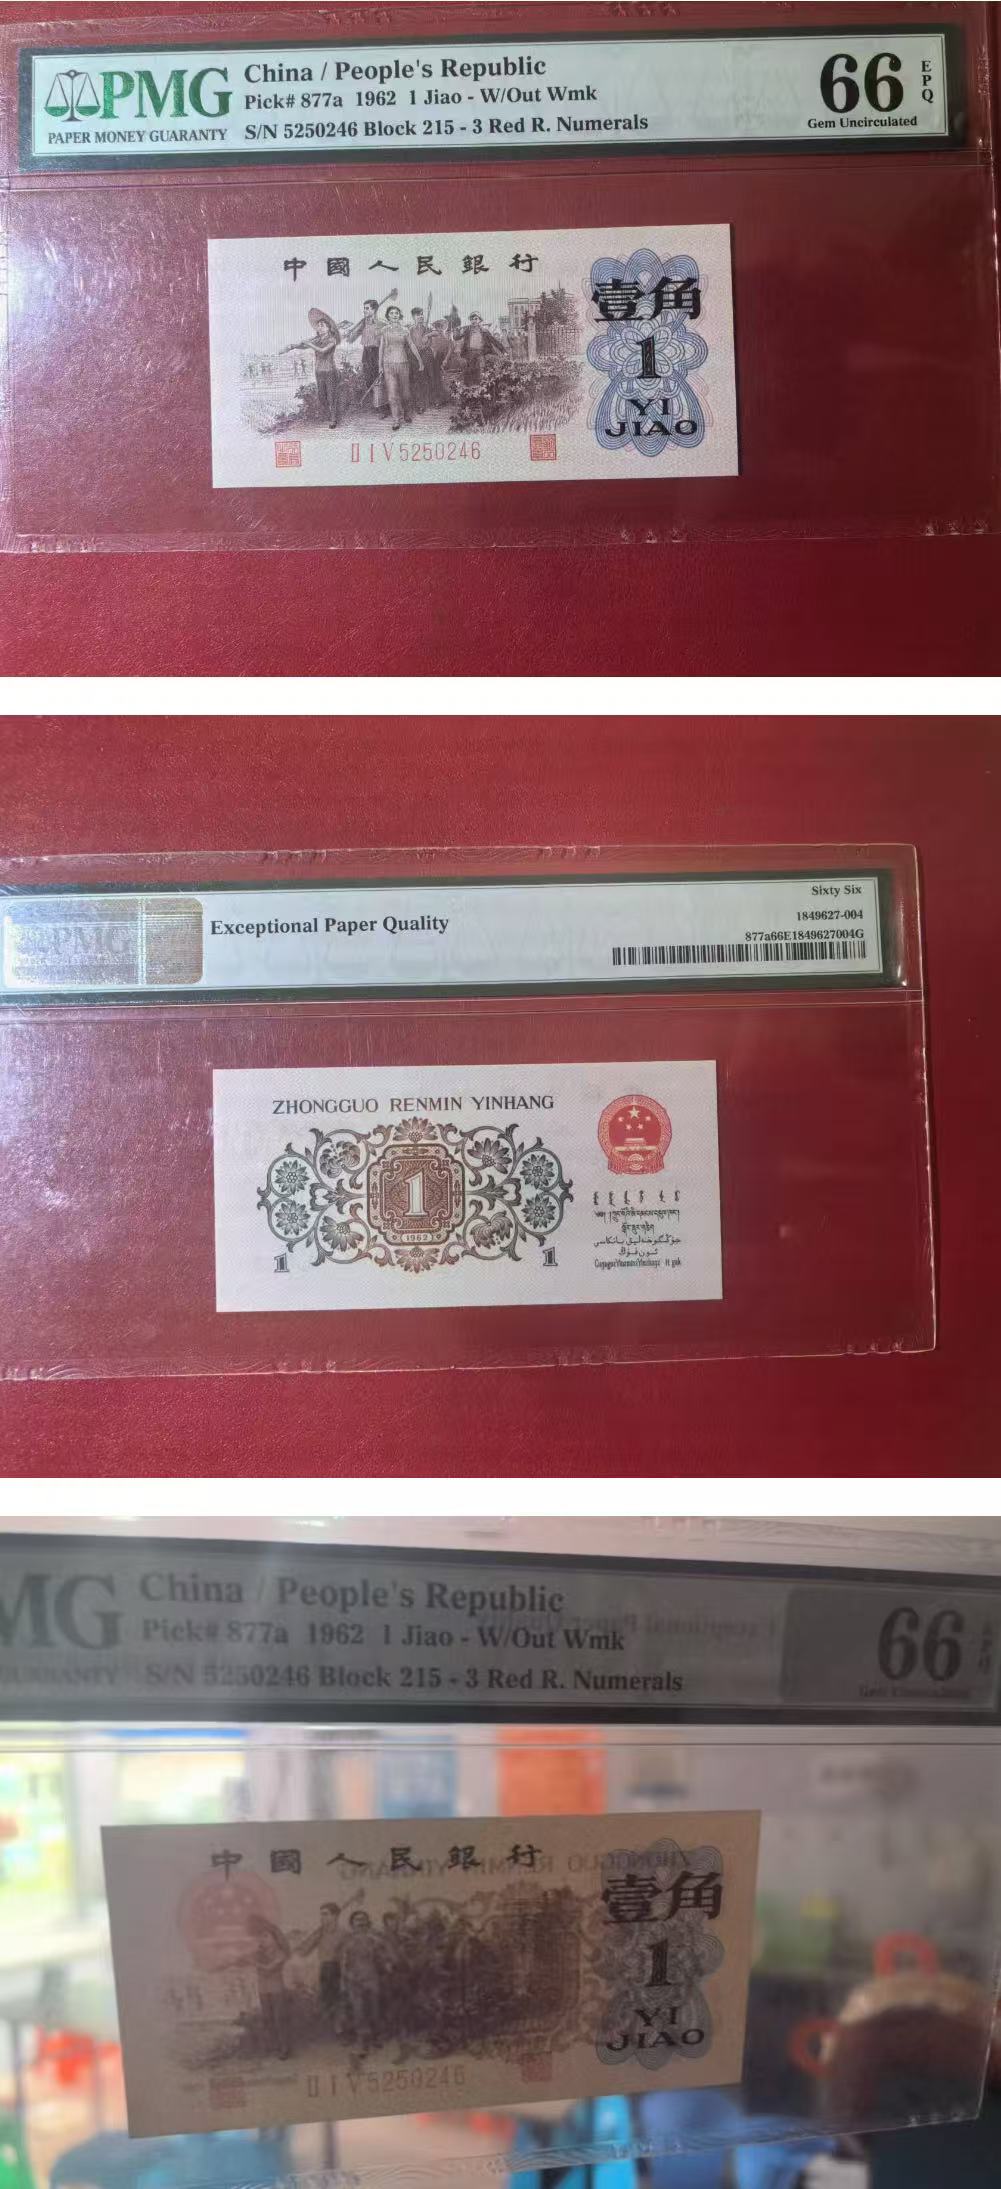 PMG
PAPER MONEY GUARANTY
China / People's Republic
Pick# 877a 1962 1 Jiao - W/Out Wmk
S/N 5250246 Block 215 - 3 Red R. Numerals
66
EPQ
Gem Uncirculated
中國人民銀行
壹角
1
YI
JIAO
II I V 5250246
PMG
Exceptional Paper Quality
Sixty Six
1849627-004
877a66E1849627004G
ZHONGGUO RENMIN YINHANG
1
(1962)
1
1
MG
China / People's Republic
Pick# 877a 1962 1 Jiao - W/Out Wmk
S/N 5250246 Block 215 - 3 Red R. Numerals
66
中國人民銀行
壹角
1
YI
JIAO
II I V 5250246